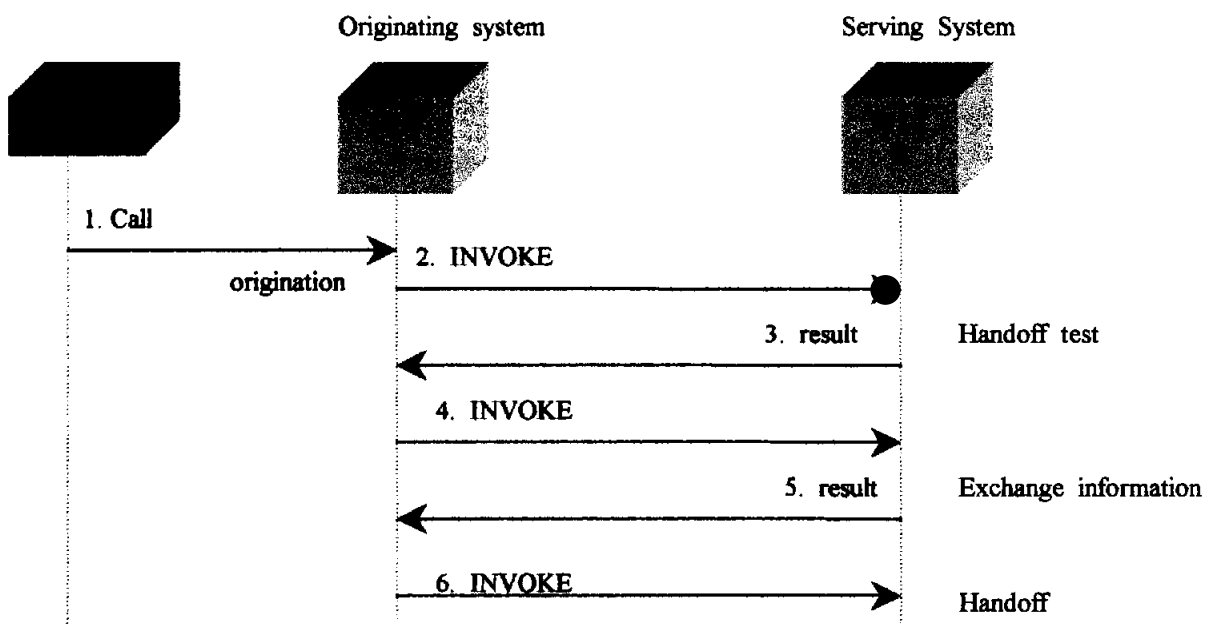 Originating system
Serving System
1. Call
origination
2. INVOKE
3. result
Handoff test
4. INVOKE
5. result
Exchange information
6. INVOKE
Handoff